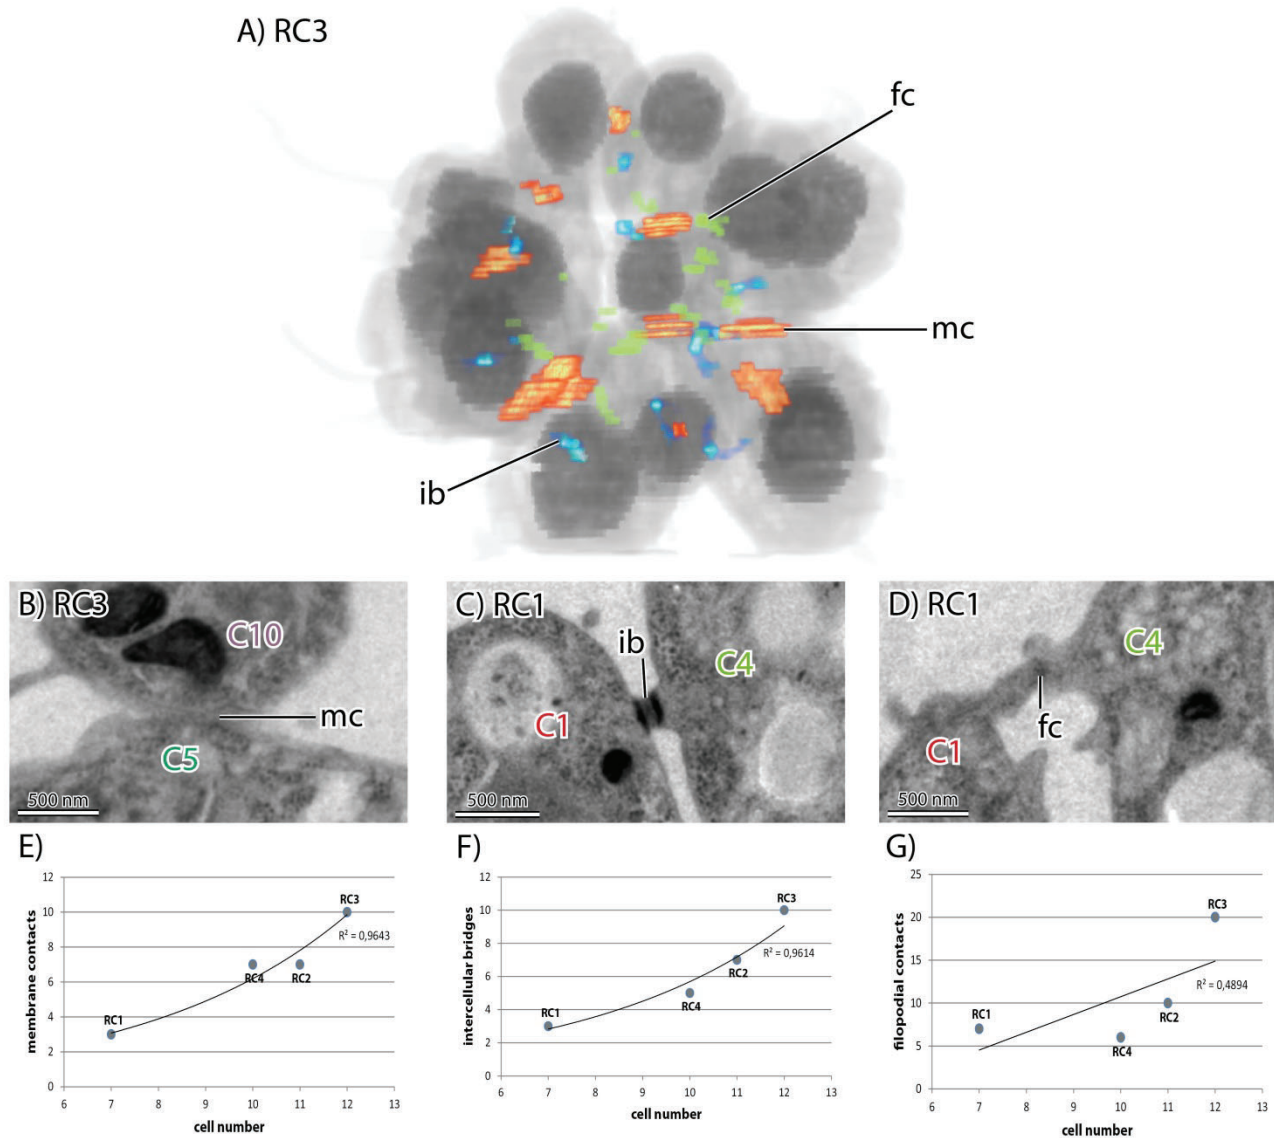 A) RC3
fc
mc
ib
B) RC3
C10
mc
C5
500 nm
C) RC1
ib
C4
C1
500 nm
D) RC1
C4
fc
C1
500 nm
E)
12
10
8
6
4
2
0
6 7 8 9 10 11 12 13
membrane contacts
cell number
RC1
RC4
RC2
RC3
R² = 0,9643
F)
12
10
8
6
4
2
0
6 7 8 9 10 11 12 13
intercellular bridges
cell number
RC1
RC4
RC2
RC3
R² = 0,9614
G)
25
20
15
10
5
0
6 7 8 9 10 11 12 13
filopodial contacts
cell number
RC1
RC4
RC2
RC3
R² = 0,4894